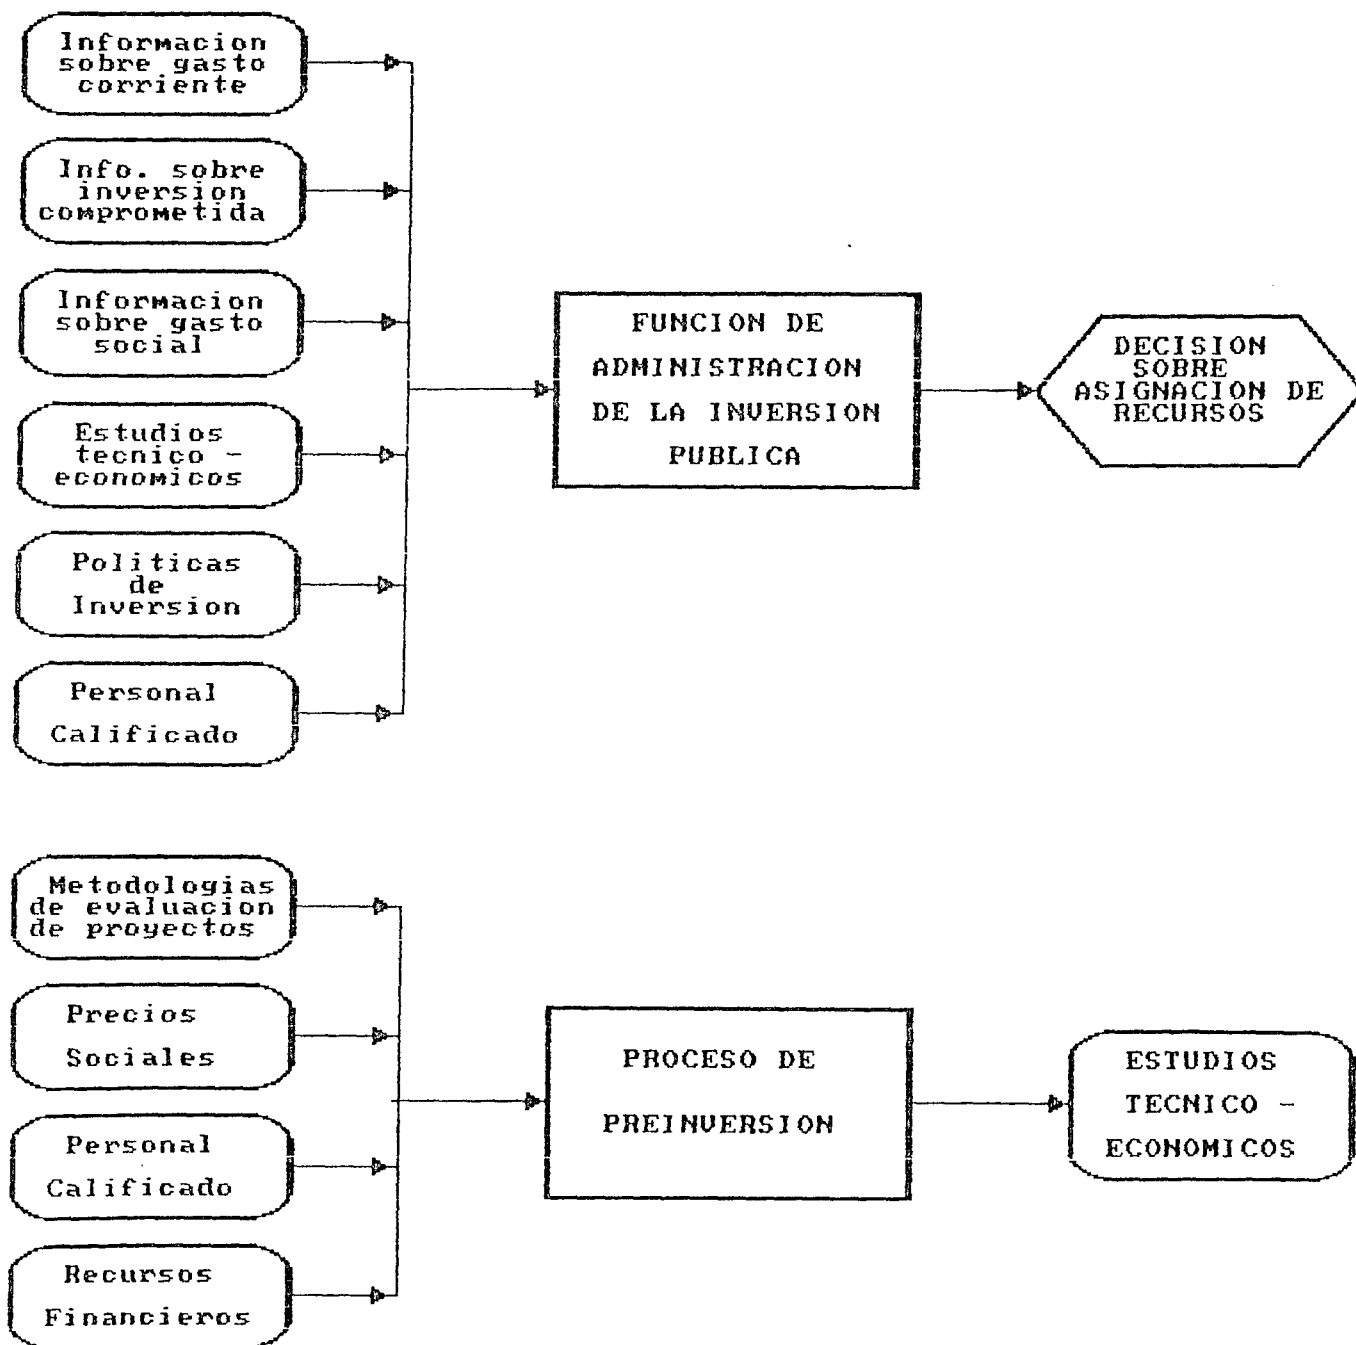 Informacion
sobre gasto
corriente
Info. sobre
inversion
comprometida
Informacion
sobre gasto
social
Estudios
tecnico -
economicos
Politicas
de
Inversion
Personal
Calificado
FUNCION DE
ADMINISTRACION
DE LA INVERSION
PUBLICA
DECISION
SOBRE
ASIGNACION DE
RECURSOS
Metodologias
de evaluacion
de proyectos
Precios
Sociales
Personal
Calificado
Recursos
Financieros
PROCESO DE
PREINVERSION
ESTUDIOS
TECNICO -
ECONOMICOS